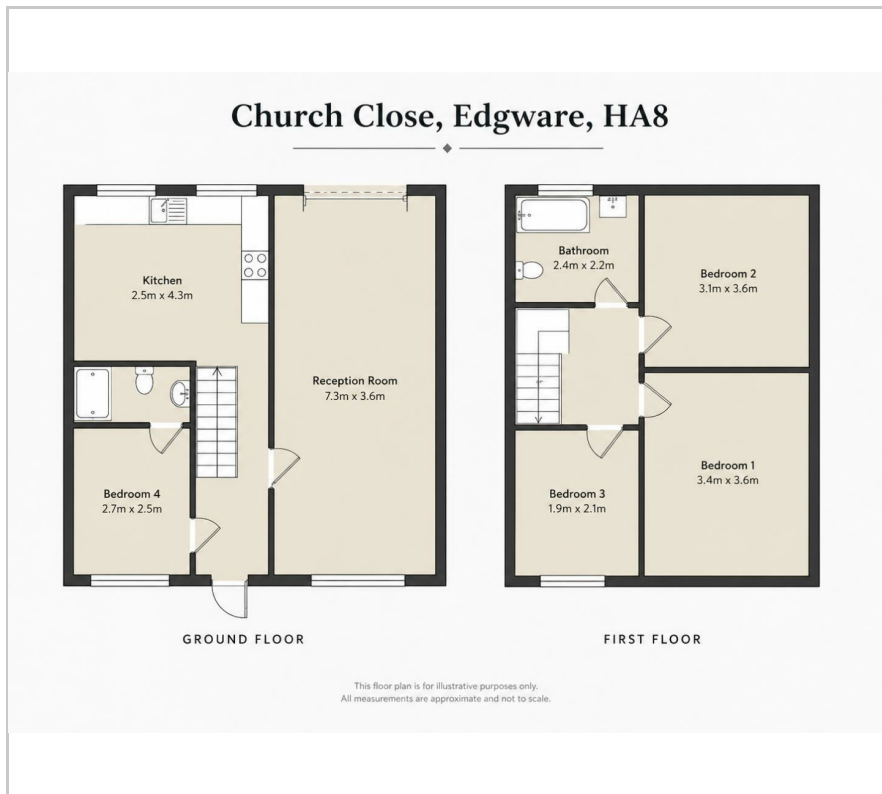 Church Close, Edgware, HA8
Kitchen
2.5m x 4.3m
Reception Room
7.3m x 3.6m
Bedroom 4
2.7m x 2.5m
Bathroom
2.4m x 2.2m
Bedroom 2
3.1m x 3.6m
Bedroom 1
3.4m x 3.6m
Bedroom 3
1.9m x 2.1m
GROUND FLOOR
FIRST FLOOR
This floor plan is for illustrative purposes only.
All measurements are approximate and not to scale.